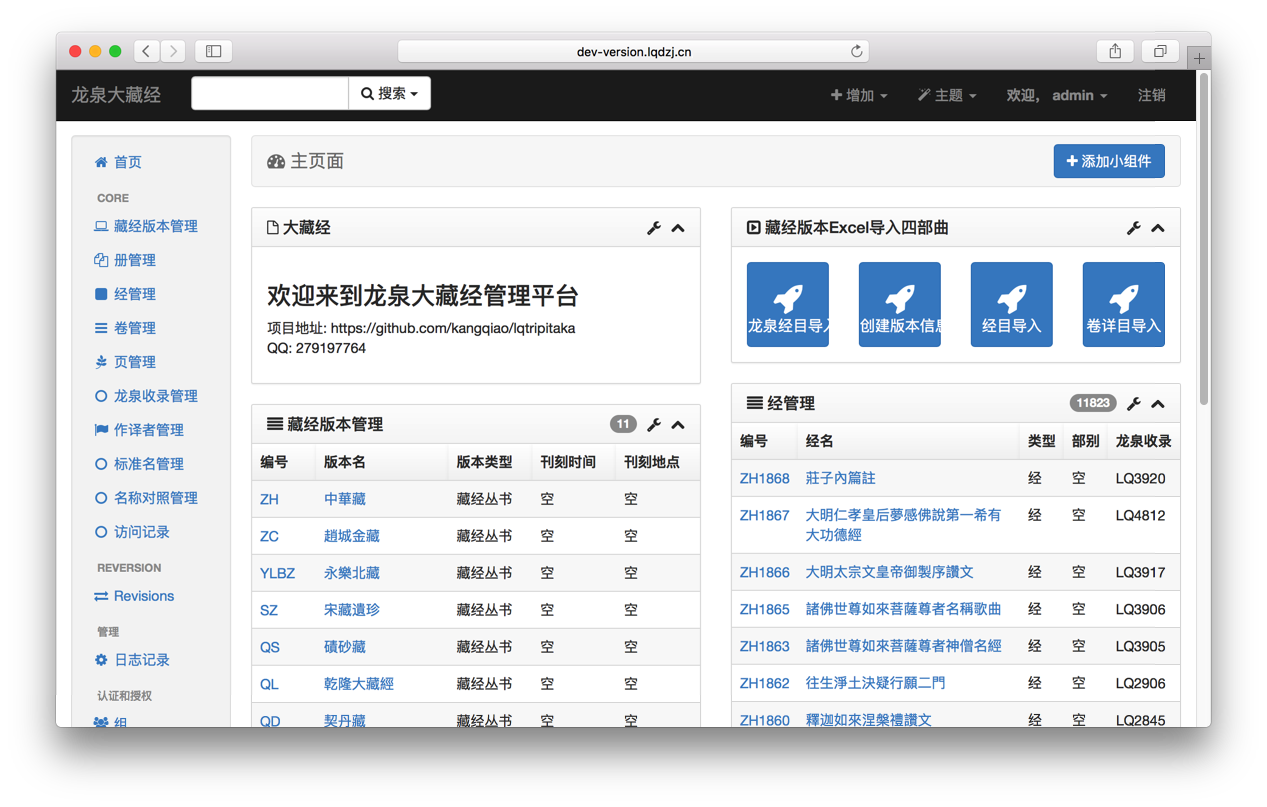 dev-version.lqdzj.cn
龙泉大藏经
搜索
增加
主题
欢迎, admin
注销
首页
CORE
藏经版本管理
册管理
经管理
卷管理
页管理
龙泉收录管理
作译者管理
标准名管理
名称对照管理
访问记录
REVERSION
Revisions
管理
日志记录
认证和授权
组
主页面
添加小组件
大藏经
欢迎来到龙泉大藏经管理平台
项目地址: https://github.com/kangqiao/lqtripitaka
QQ: 279197764
藏经版本管理 11
编号 版本名 版本类型 刊刻时间 刊刻地点
ZH 中華藏 藏经丛书 空 空
ZC 趙城金藏 藏经丛书 空 空
YLBZ 永樂北藏 藏经丛书 空 空
SZ 宋藏遺珍 藏经丛书 空 空
QS 磧砂藏 藏经丛书 空 空
QL 乾隆大藏經 藏经丛书 空 空
QD 契丹藏 藏经丛书 空 空
藏经版本Excel导入四部曲
龙泉经目导入 创建版本信息 经目导入 卷详目导入
经管理 11823
编号 经名 类型 部别 龙泉收录
ZH1868 莊子內篇註 经 空 LQ3920
ZH1867 大明仁孝皇后夢感佛說第一希有 经 空 LQ4812
大功德經
ZH1866 大明太宗文皇帝御製序讚文 经 空 LQ3917
ZH1865 諸佛世尊如來菩薩尊者名稱歌曲 经 空 LQ3906
ZH1863 諸佛世尊如來菩薩尊者神僧名經 经 空 LQ3905
ZH1862 往生淨土決疑行願二門 经 空 LQ2906
ZH1860 釋迦如來涅槃禮讚文 经 空 LQ2845